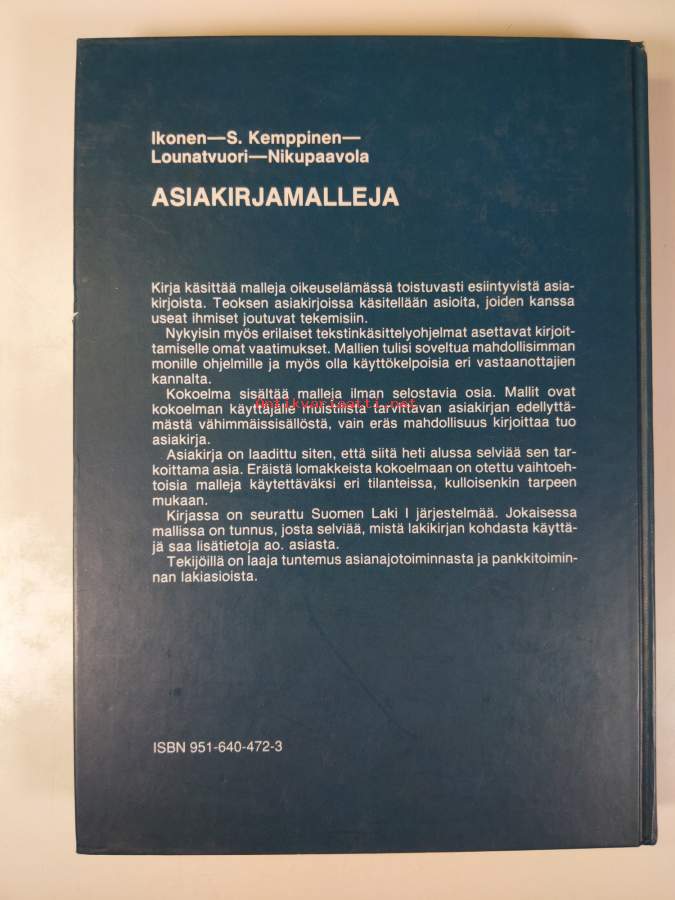 Ikonen—S. Kemppinen—
Lounatvuori—Nikupaavola
ASIAKIRJAMALLEJA
Kirja käsittää malleja oikeuselämässä toistuvasti esiintyvistä asia-
kirjoista. Teoksen asiakirjoissa käsitellään asioita, joiden kanssa
useat ihmiset joutuvat tekemisiin.
Nykyisin myös erilaiset tekstinkäsittelyohjelmat asettavat kirjoit-
tamiselle omat vaatimukset. Mallien tulisi soveltua mahdollisimman
monille ohjelmille ja myös olla käyttökelpoisia eri vastaanottajien
kannalta.
Kokoelma sisältää malleja ilman selostavia osia. Mallit ovat
kokoelman käyttäjälle muistilista tarvittavan asiakirjan edellyttä-
mästä vähimmäissisällöstä, vain eräs mahdollisuus kirjoittaa tuo
asiakirja.
Asiakirja on laadittu siten, että siitä heti alussa selviää sen tar-
koittama asia. Eräistä lomakkeista kokoelmaan on otettu vaihtoeh-
toisia malleja käytettäväksi eri tilanteissa, kulloisenkin tarpeen
mukaan.
Kirjassa on seurattu Suomen Laki I järjestelmää. Jokaisessa
mallissa on tunnus, josta selviää, mistä lakikirjan kohdasta käyttä-
jä saa lisätietoja ao. asiasta.
Tekijöillä on laaja tuntemus asianajotoiminnasta ja pankkitoimin-
nan lakiasioista.
ISBN 951-640-472-3
Antikvariaatti.net